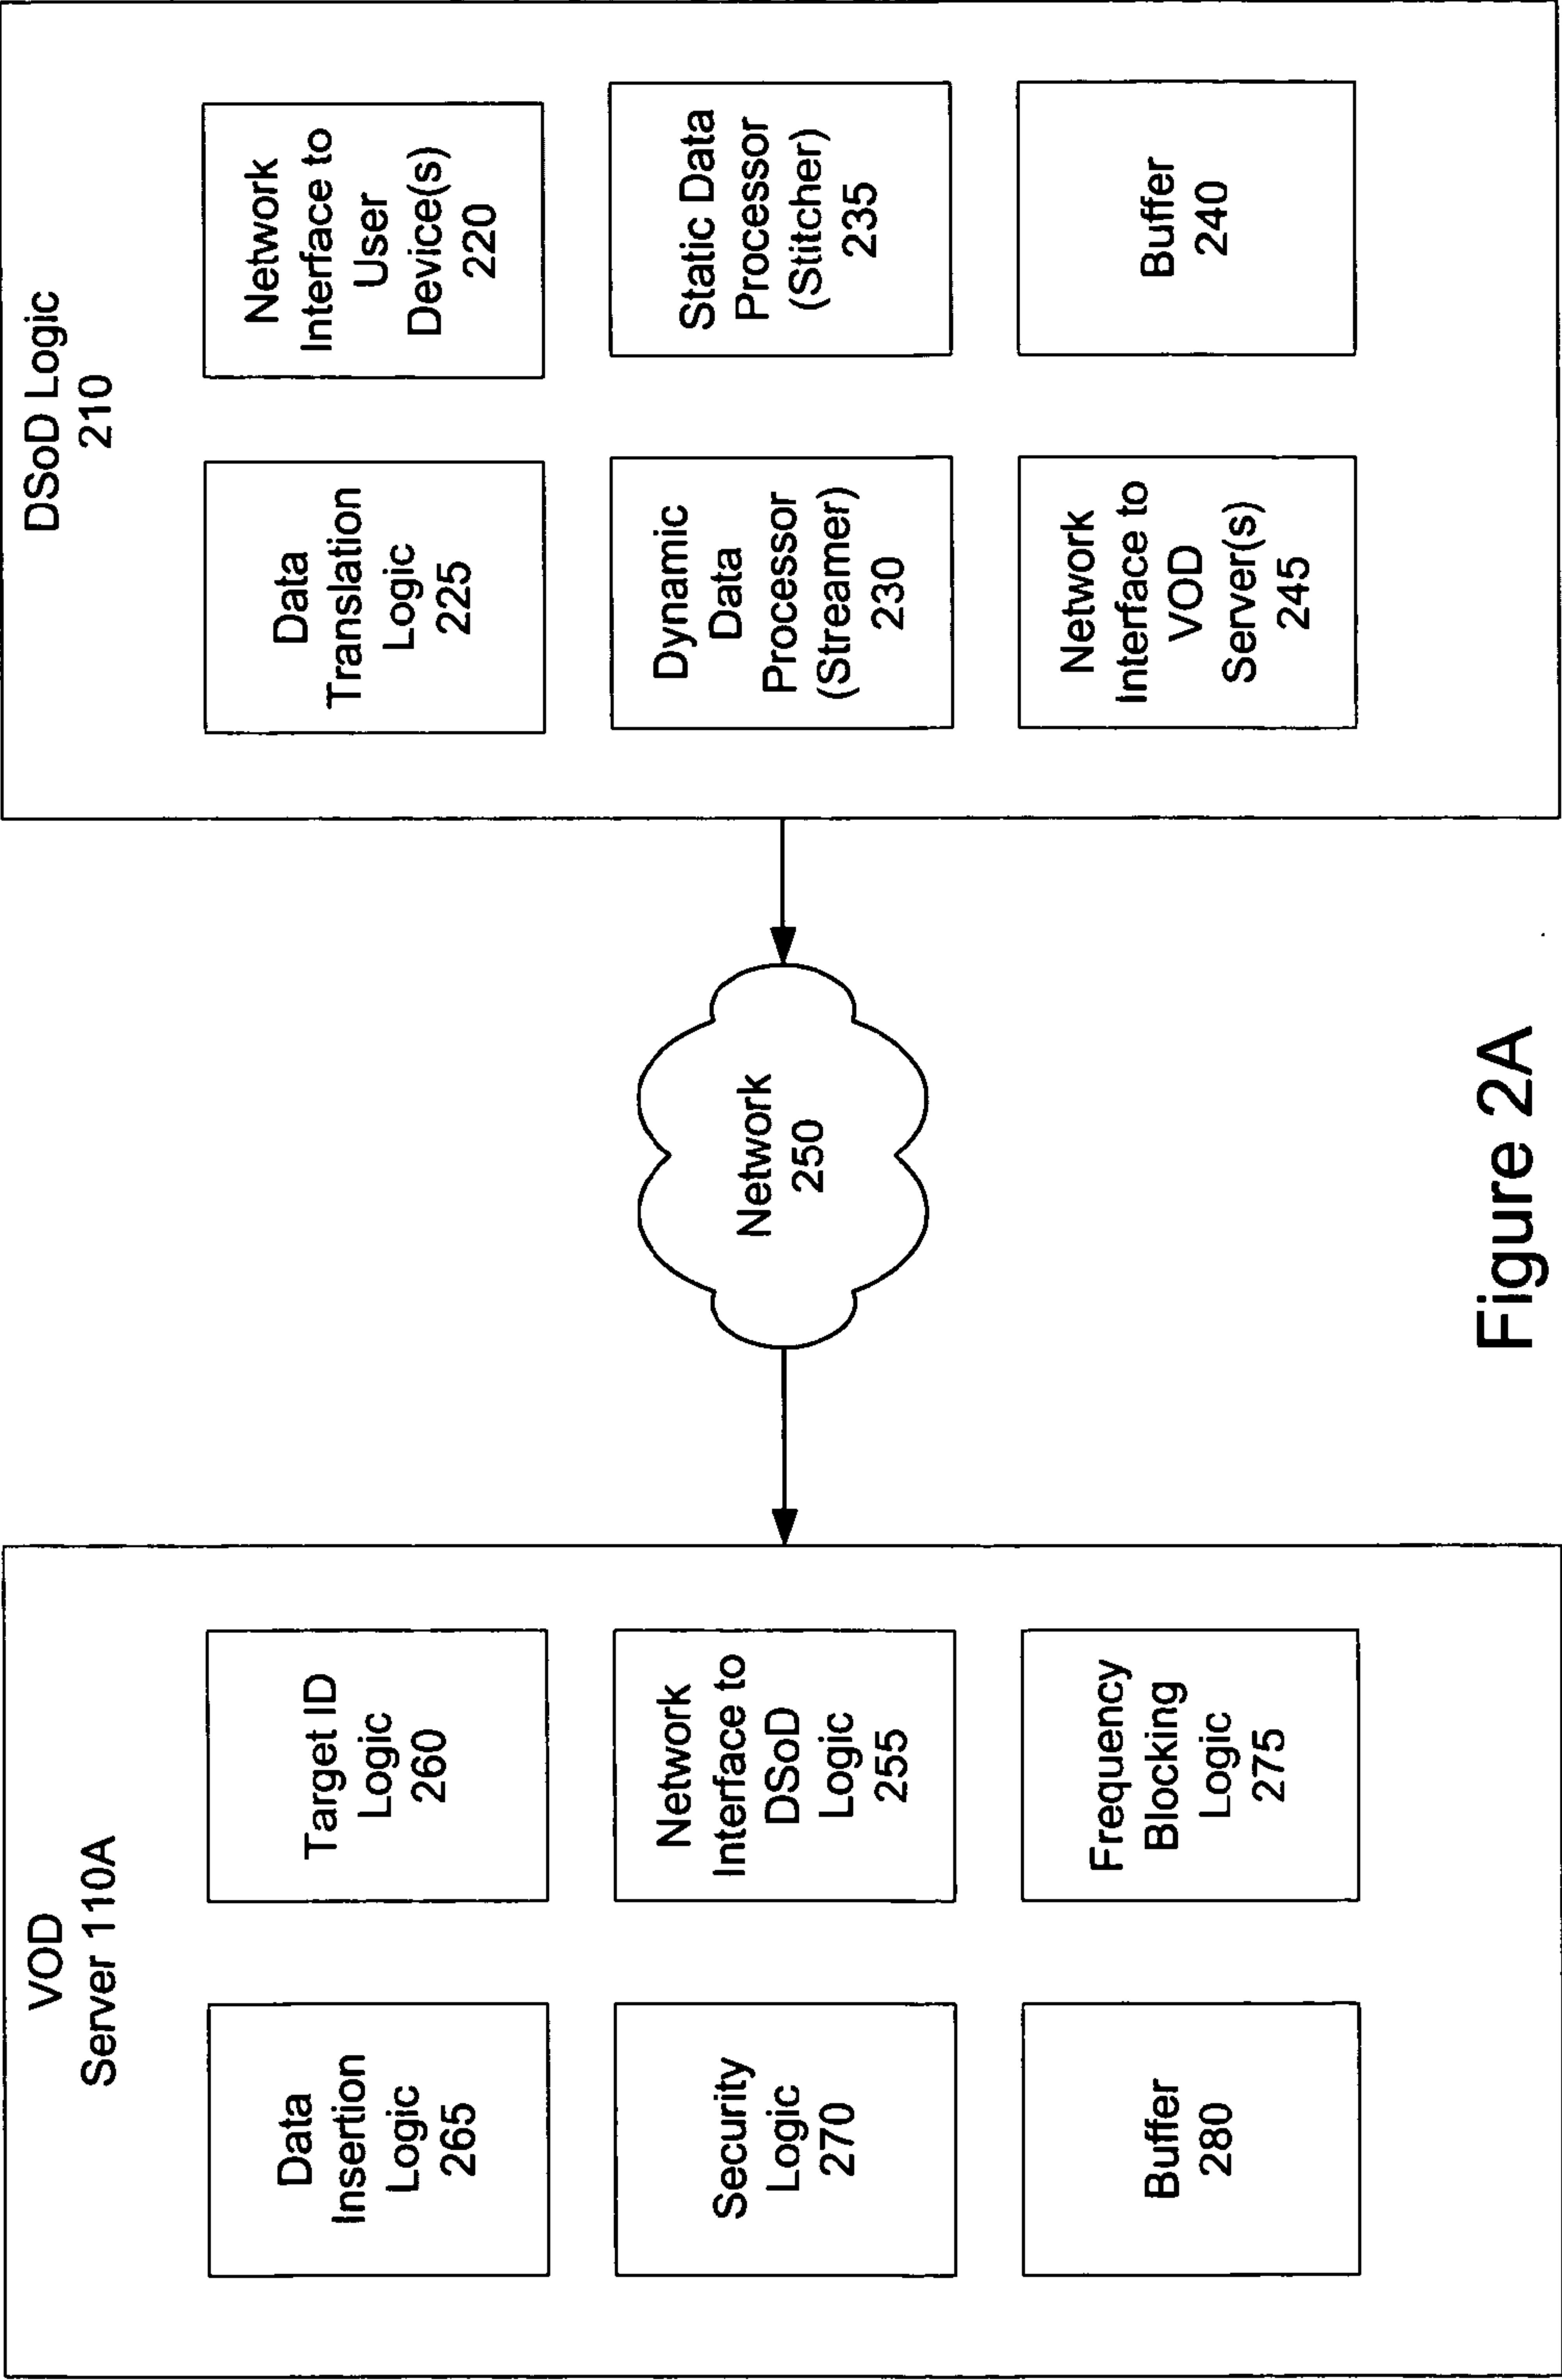 VOD
Server 110A
Data
Insertion
Logic
265
Target ID
Logic
260
Security
Logic
270
Network
Interface to
DSoD
Logic
255
Buffer
280
Frequency
Blocking
Logic
275
Network
250
DSoD Logic
210
Data
Translation
Logic
225
Network
Interface to
User
Device(s)
220
Dynamic
Data
Processor
(Streamer)
230
Static Data
Processor
(Stitcher)
235
Network
Interface to
VOD
Server(s)
245
Buffer
240
Figure 2A